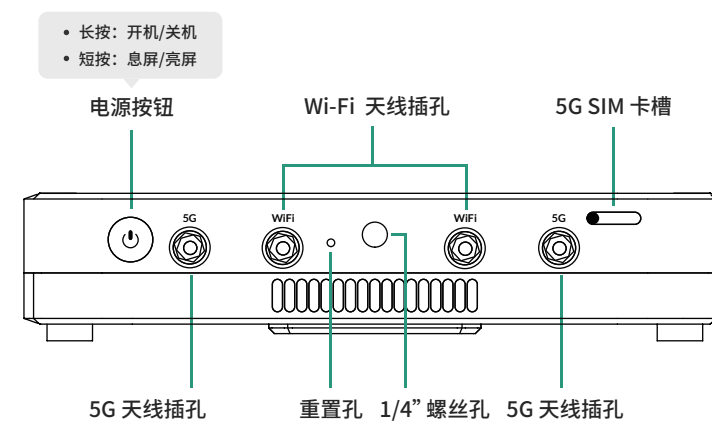 • 长按：开机/关机
• 短按：息屏/亮屏
电源按钮
Wi-Fi 天线插孔
5G SIM 卡槽
5G
WiFi
WiFi
5G
5G 天线插孔
重置孔
1/4” 螺丝孔
5G 天线插孔